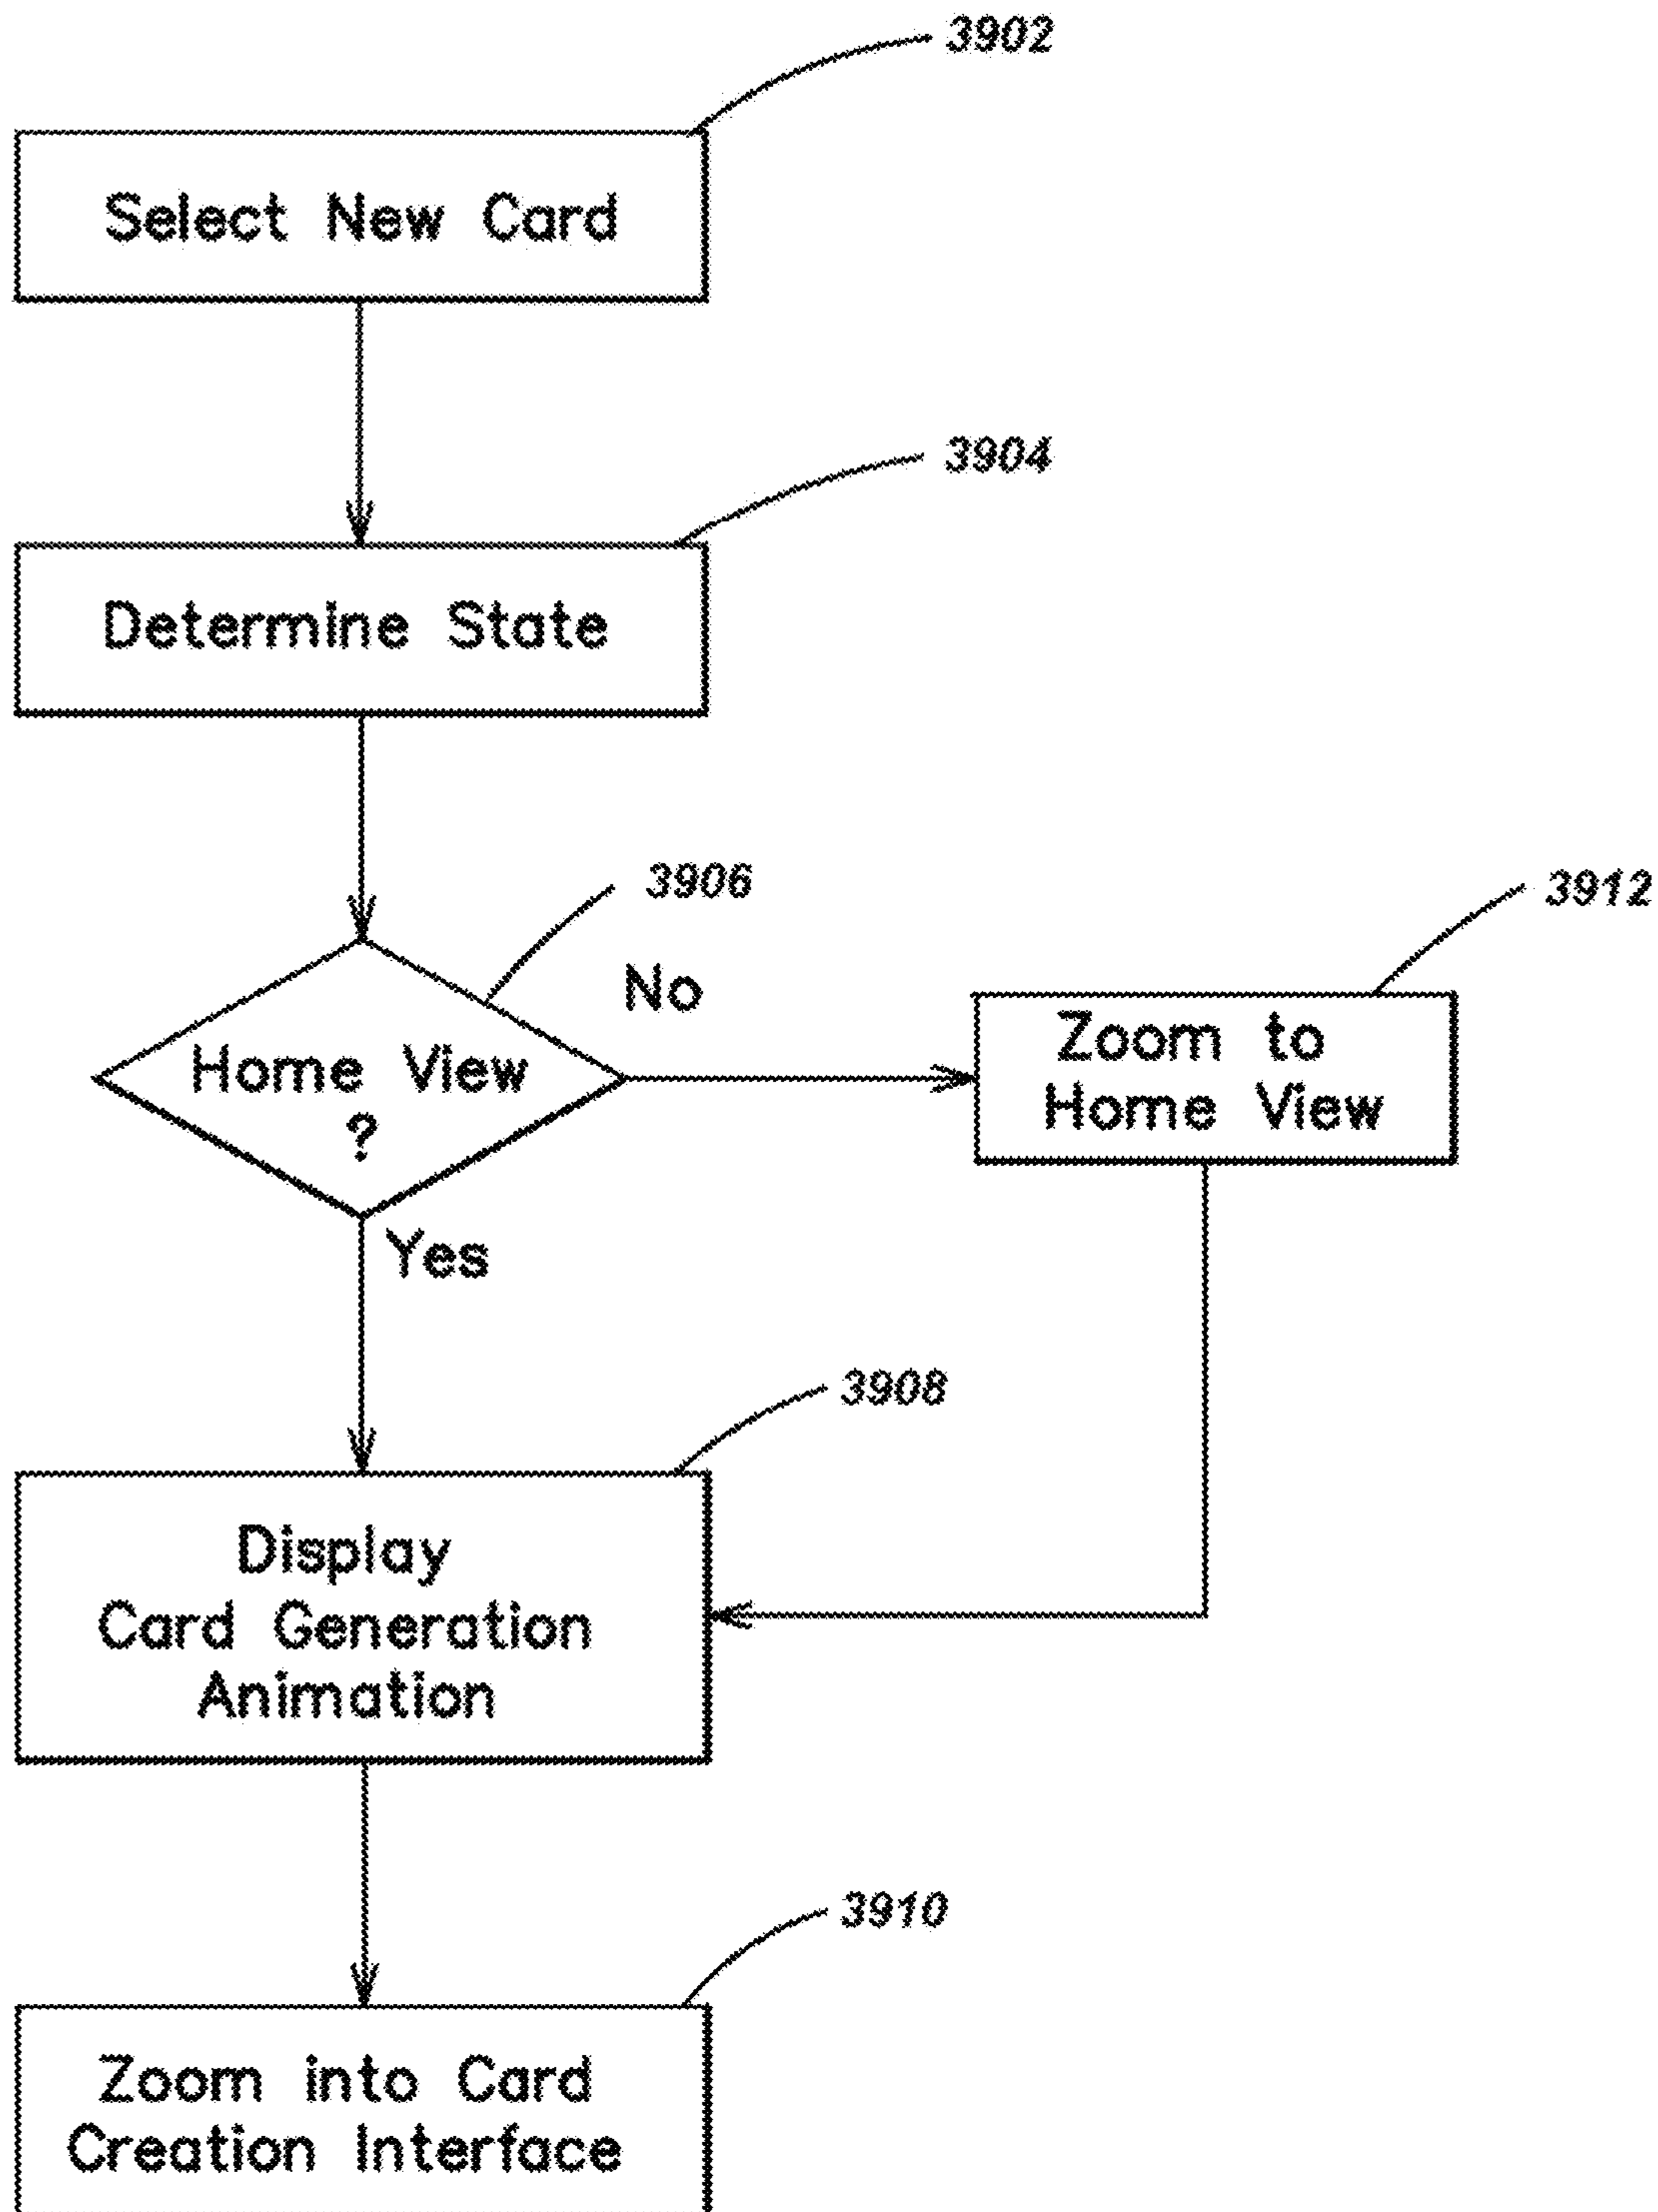 3902
Select New Card
3904
Determine State
3906
3912
No
Home View
?
Zoom to
Home View
Yes
3908
Display
Card Generation
Animation
3910
Zoom into Card
Creation Interface